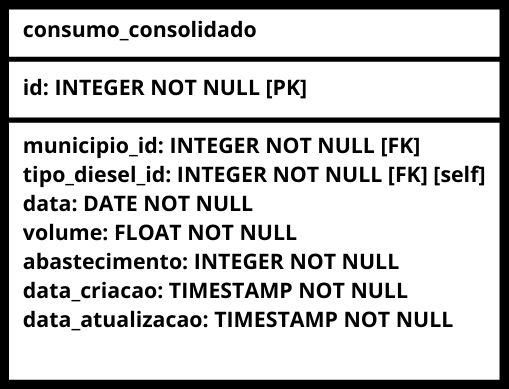 consumo_consolidado
id: INTEGER NOT NULL [PK]
municipio_id: INTEGER NOT NULL [FK]
tipo_diesel_id: INTEGER NOT NULL [FK] [self]
data: DATE NOT NULL
volume: FLOAT NOT NULL
abastecimento: INTEGER NOT NULL
data_criacao: TIMESTAMP NOT NULL
data_atualizacao: TIMESTAMP NOT NULL